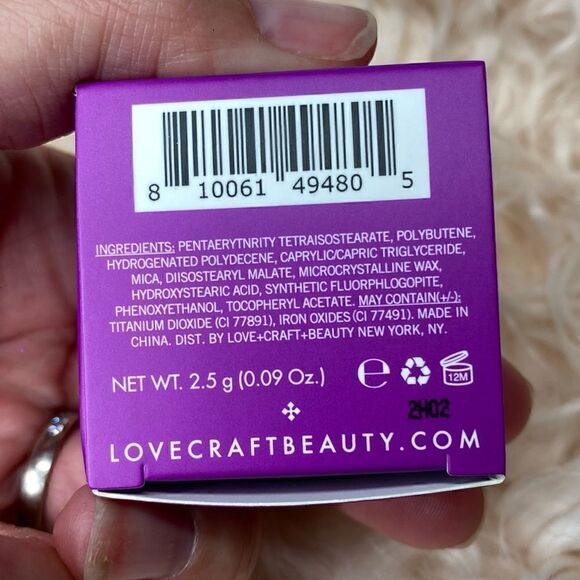 8 10061 49480 5
INGREDIENTS: PENTAERYTNRITY TETRAISOSTEARATE, POLYBUTENE,
HYDROGENATED POLYDECENE, CAPRYLIC/CAPRIC TRIGLYCERIDE,
MICA, DIISOSTEARYL MALATE, MICROCRYSTALLINE WAX,
HYDROXYSTEARIC ACID, SYNTHETIC FLUORPHLOGOPITE,
PHENOXYETHANOL, TOCOPHERYL ACETATE. MAY CONTAIN(+/-):
TITANIUM DIOXIDE (CI 77891), IRON OXIDES (CI 77491). MADE IN
CHINA. DIST. BY LOVE+CRAFT+BEAUTY NEW YORK, NY.
NET WT. 2.5 g (0.09 Oz.) e 12M
2H02
LOVECRAFTBEAUTY.COM